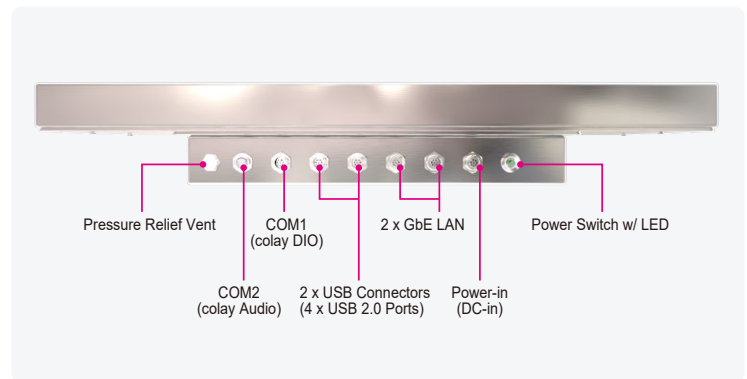 Pressure Relief Vent
COM1
(colay DIO)
2 x GbE LAN
Power Switch w/ LED
COM2
(colay Audio)
2 x USB Connectors
(4 x USB 2.0 Ports)
Power-in
(DC-in)